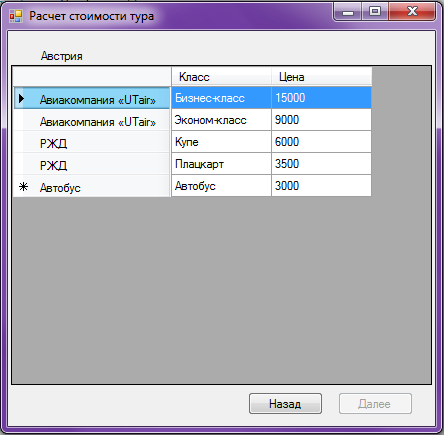 Расчет стоимости тура
Австрия
Класс Цена
Авиакомпания «UTair» Бизнес-класс 15000
Авиакомпания «UTair» Эконом-класс 9000
РЖД Купе 6000
РЖД Плацкарт 3500
Автобус Автобус 3000
Назад Далее